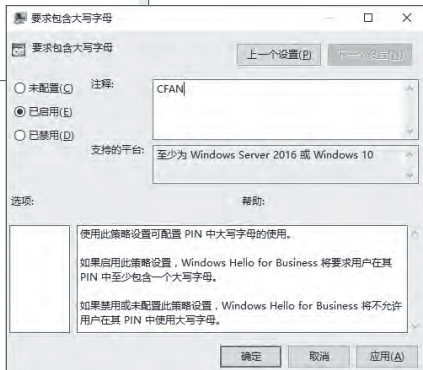 要求包含大写字母
要求包含大写字母
上一个设置(P)
下一个设置(N)
未配置(C)
注释:
CFAN
已启用(E)
已禁用(D)
支持的平台:
至少为 Windows Server 2016 或 Windows 10
选项:
帮助:
使用此策略设置可配置 PIN 中大写字母的使用。
如果启用此策略设置，Windows Hello for Business 将要求用户在其
PIN 中至少包含一个大写字母。
如果禁用或未配置此策略设置，Windows Hello for Business 将不允许
用户在其 PIN 中使用大写字母。
确定
取消
应用(A)